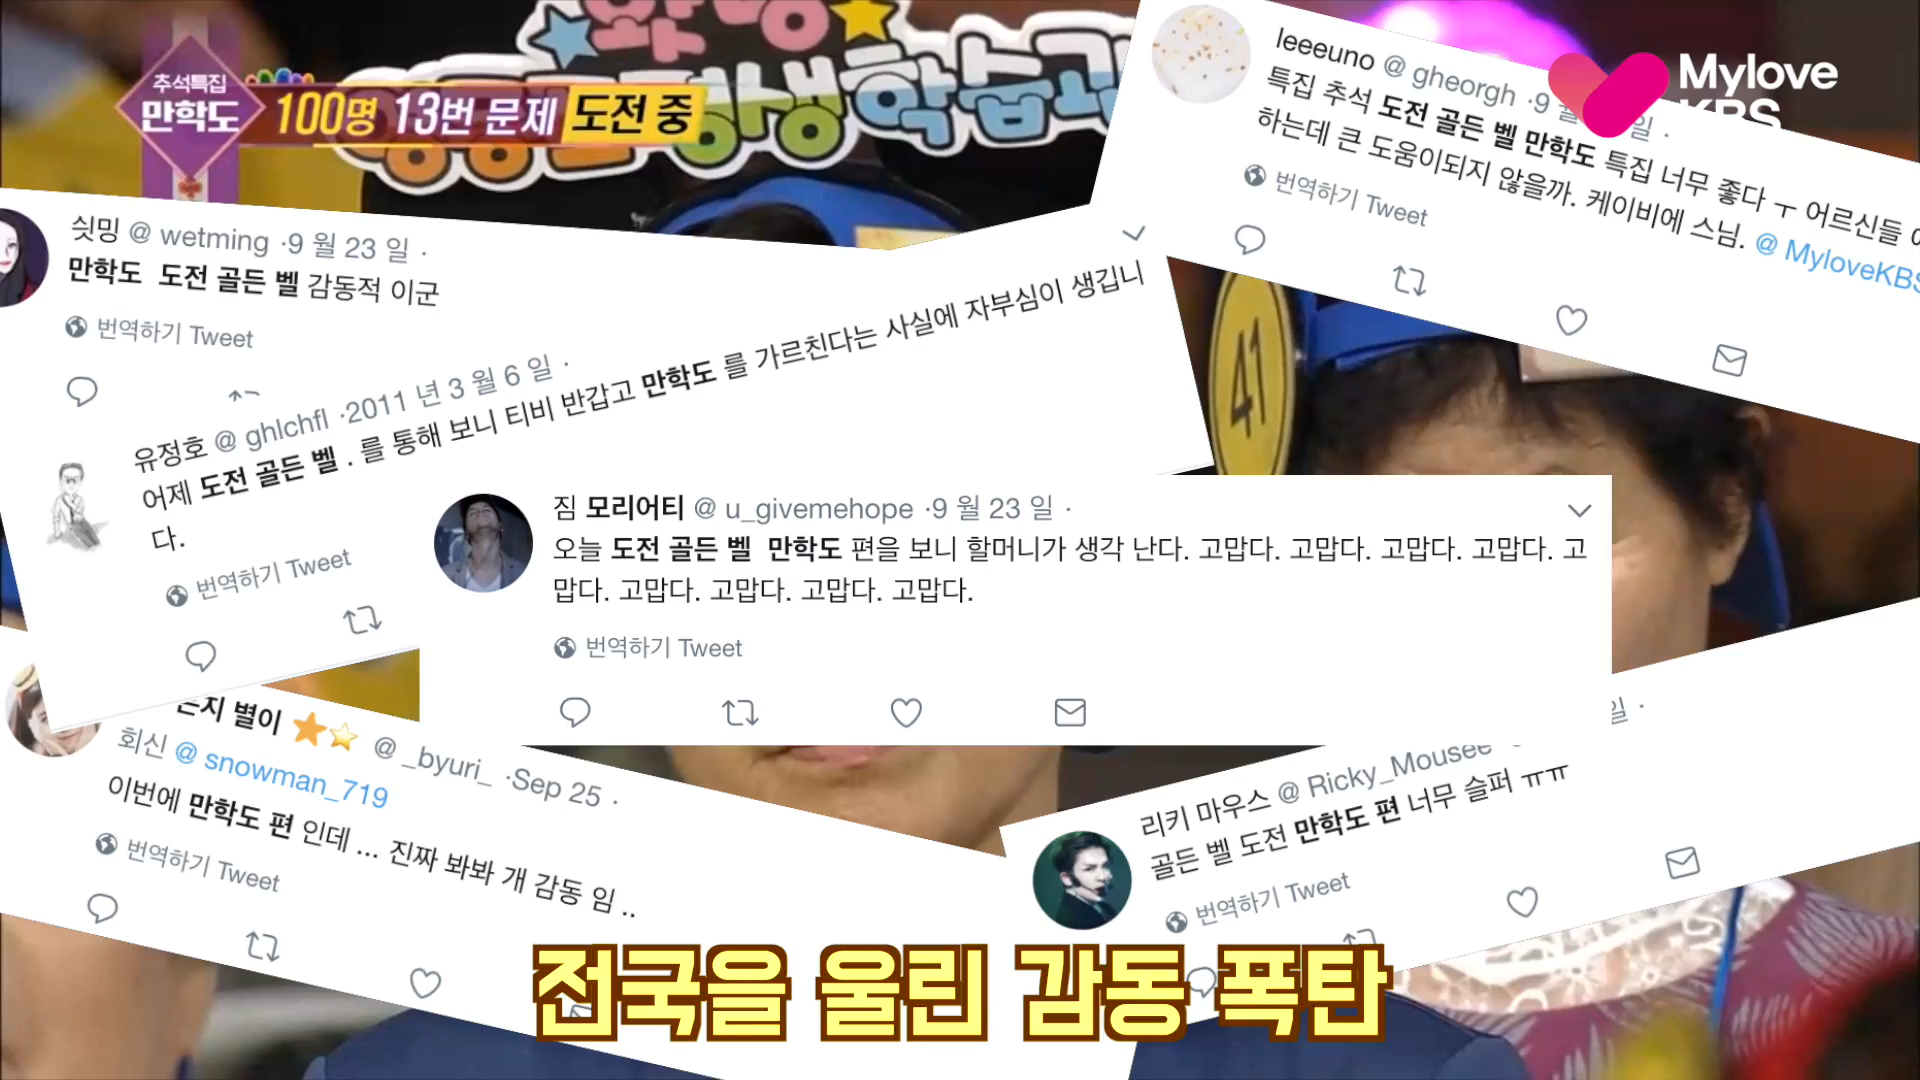 추석특집
만학도
100명 13번 문제 도전 중
Mylove
KBS
leeeuno @ gheorgh ·9 월
일 ·
특집 추석 도전 골든 벨 만학도 특집 너무 좋다 ㅜ 어르신들
하는데 큰 도움이되지 않을까. 케이비에 스님. @ MyloveKBS
번역하기 Tweet
싓밍 @ wetming ·9 월 23 일 ·
만학도 도전 골든 벨 감동적 이군
번역하기 Tweet
유정호 @ ghlchfl ·2011 년 3 월 6 일 ·
어제 도전 골든 벨 . 를 통해 보니 티비 반갑고 만학도 를 가르친다는 사실에 자부심이 생깁니
다.
번역하기 Tweet
41
짐 모리어티 @ u_givemehope ·9 월 23 일 ·
오늘 도전 골든 벨 만학도 편을 보니 할머니가 생각 난다. 고맙다. 고맙다. 고맙다. 고맙다. 고
맙다. 고맙다. 고맙다. 고맙다. 고맙다.
번역하기 Tweet
은지 별이 ⭐⭐ @ _byuri_ ·Sep 25 ·
회신 @ snowman_719
이번에 만학도 편 인데 ... 진짜 봐봐 개 감동 임 ..
번역하기 Tweet
리키 마우스 @ Ricky_Mousee
일 ·
골든 벨 도전 만학도 편 너무 슬퍼 ㅠㅠ
번역하기 Tweet
전국을 울린 감동 폭탄